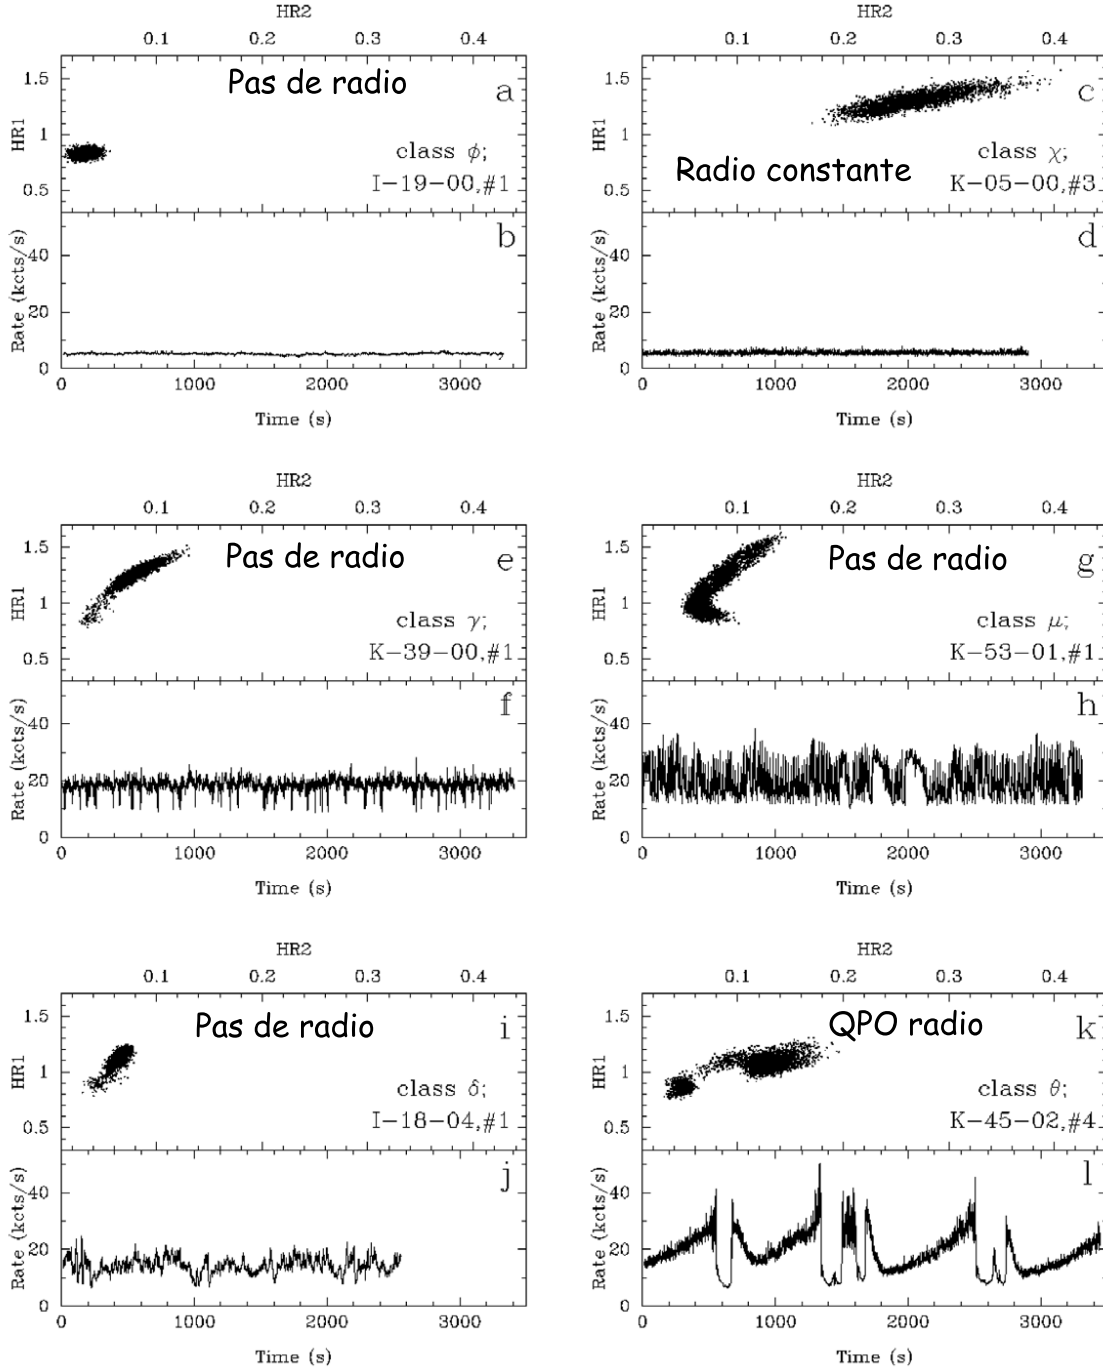 HR2
0.1 0.2 0.3 0.4
1.5
1
0.5
HR1
Pas de radio
a
class ϕ;
I-19-00,#1
b
40
20
0
Rate (kcts/s)
0 1000 2000 3000
Time (s)
HR2
0.1 0.2 0.3 0.4
1.5
1
0.5
HR1
c
class χ;
Radio constante
K-05-00,#3
d
40
20
0
Rate (kcts/s)
0 1000 2000 3000
Time (s)
HR2
0.1 0.2 0.3 0.4
1.5
1
0.5
HR1
Pas de radio
e
class γ;
K-39-00,#1
f
40
20
0
Rate (kcts/s)
0 1000 2000 3000
Time (s)
HR2
0.1 0.2 0.3 0.4
1.5
1
0.5
HR1
Pas de radio
g
class μ;
K-53-01,#1
h
40
20
0
Rate (kcts/s)
0 1000 2000 3000
Time (s)
HR2
0.1 0.2 0.3 0.4
1.5
1
0.5
HR1
Pas de radio
i
class δ;
I-18-04,#1
j
40
20
0
Rate (kcts/s)
0 1000 2000 3000
Time (s)
HR2
0.1 0.2 0.3 0.4
1.5
1
0.5
HR1
QPO radio
k
class θ;
K-45-02,#4
l
40
20
0
Rate (kcts/s)
0 1000 2000 3000
Time (s)